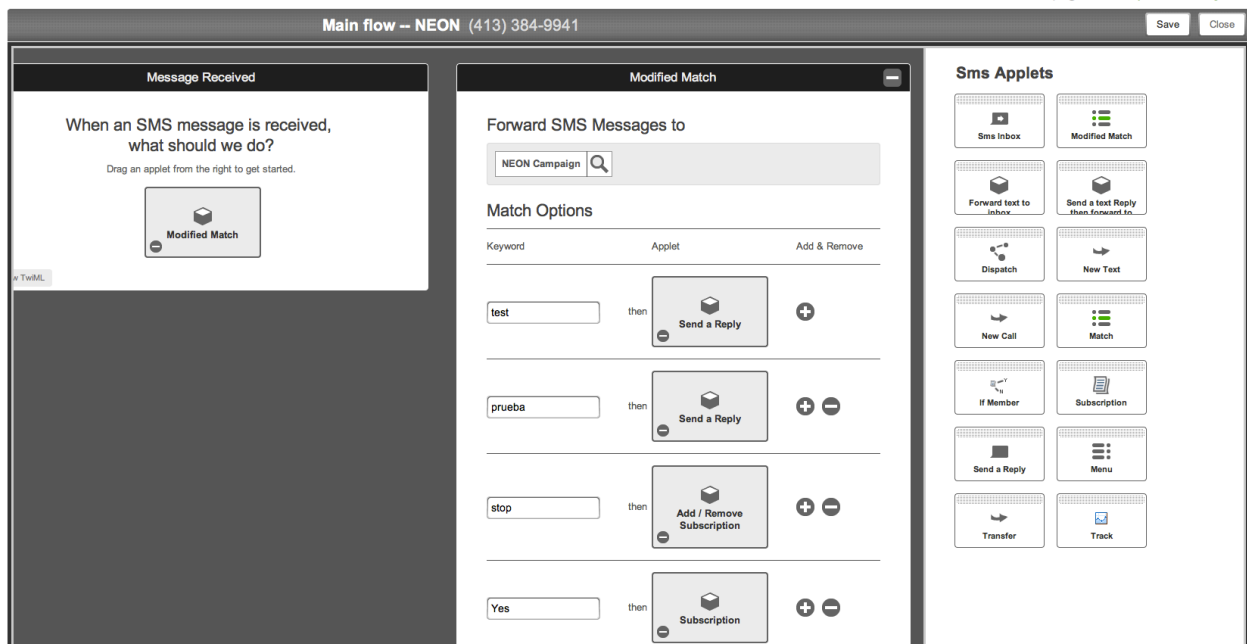 Main flow -- NEON (413) 384-9941
Save
Close
Message Received
When an SMS message is received,
what should we do?
Drag an applet from the right to get started.
Modified Match
w TwiML
Modified Match
Forward SMS Messages to
NEON Campaign
Match Options
Keyword Applet Add & Remove
test then Send a Reply
prueba then Send a Reply
stop then Add / Remove
Subscription
Yes then Subscription
Sms Applets
Sms Inbox
Modified Match
Forward text to
inbox
Send a text Reply
then forward to
Dispatch
New Text
New Call
Match
If Member
Subscription
Send a Reply
Menu
Transfer
Track